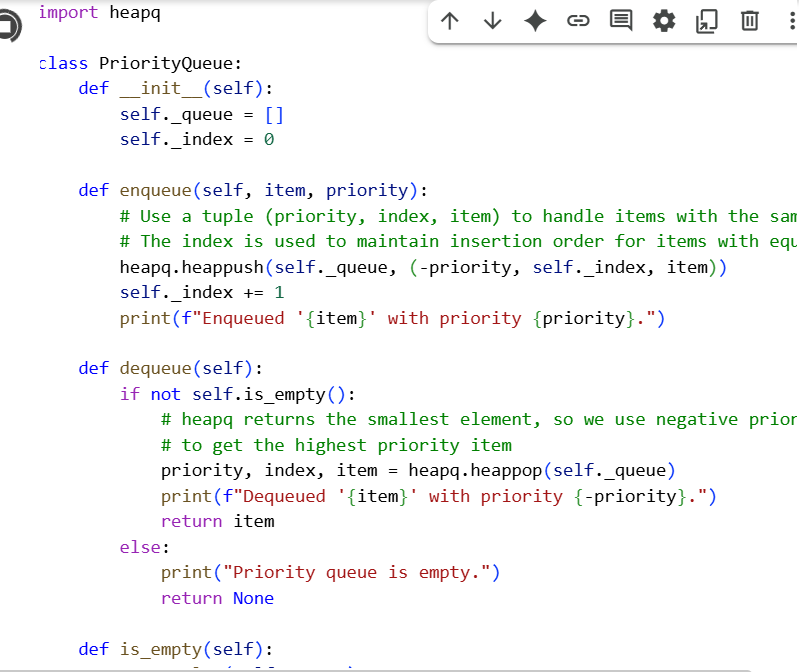 import heapq

class PriorityQueue:
    def __init__(self):
        self._queue = []
        self._index = 0

    def enqueue(self, item, priority):
        # Use a tuple (priority, index, item) to handle items with the
        # The index is used to maintain insertion order for items with
        heapq.heappush(self._queue, (-priority, self._index, item))
        self._index += 1
        print(f"Enqueued '{item}' with priority {priority}.")

    def dequeue(self):
        if not self.is_empty():
            # heapq returns the smallest element, so we use negative
            # to get the highest priority item
            priority, index, item = heapq.heappop(self._queue)
            print(f"Dequeued '{item}' with priority {-priority}.")
            return item
        else:
            print("Priority queue is empty.")
            return None

    def is_empty(self):